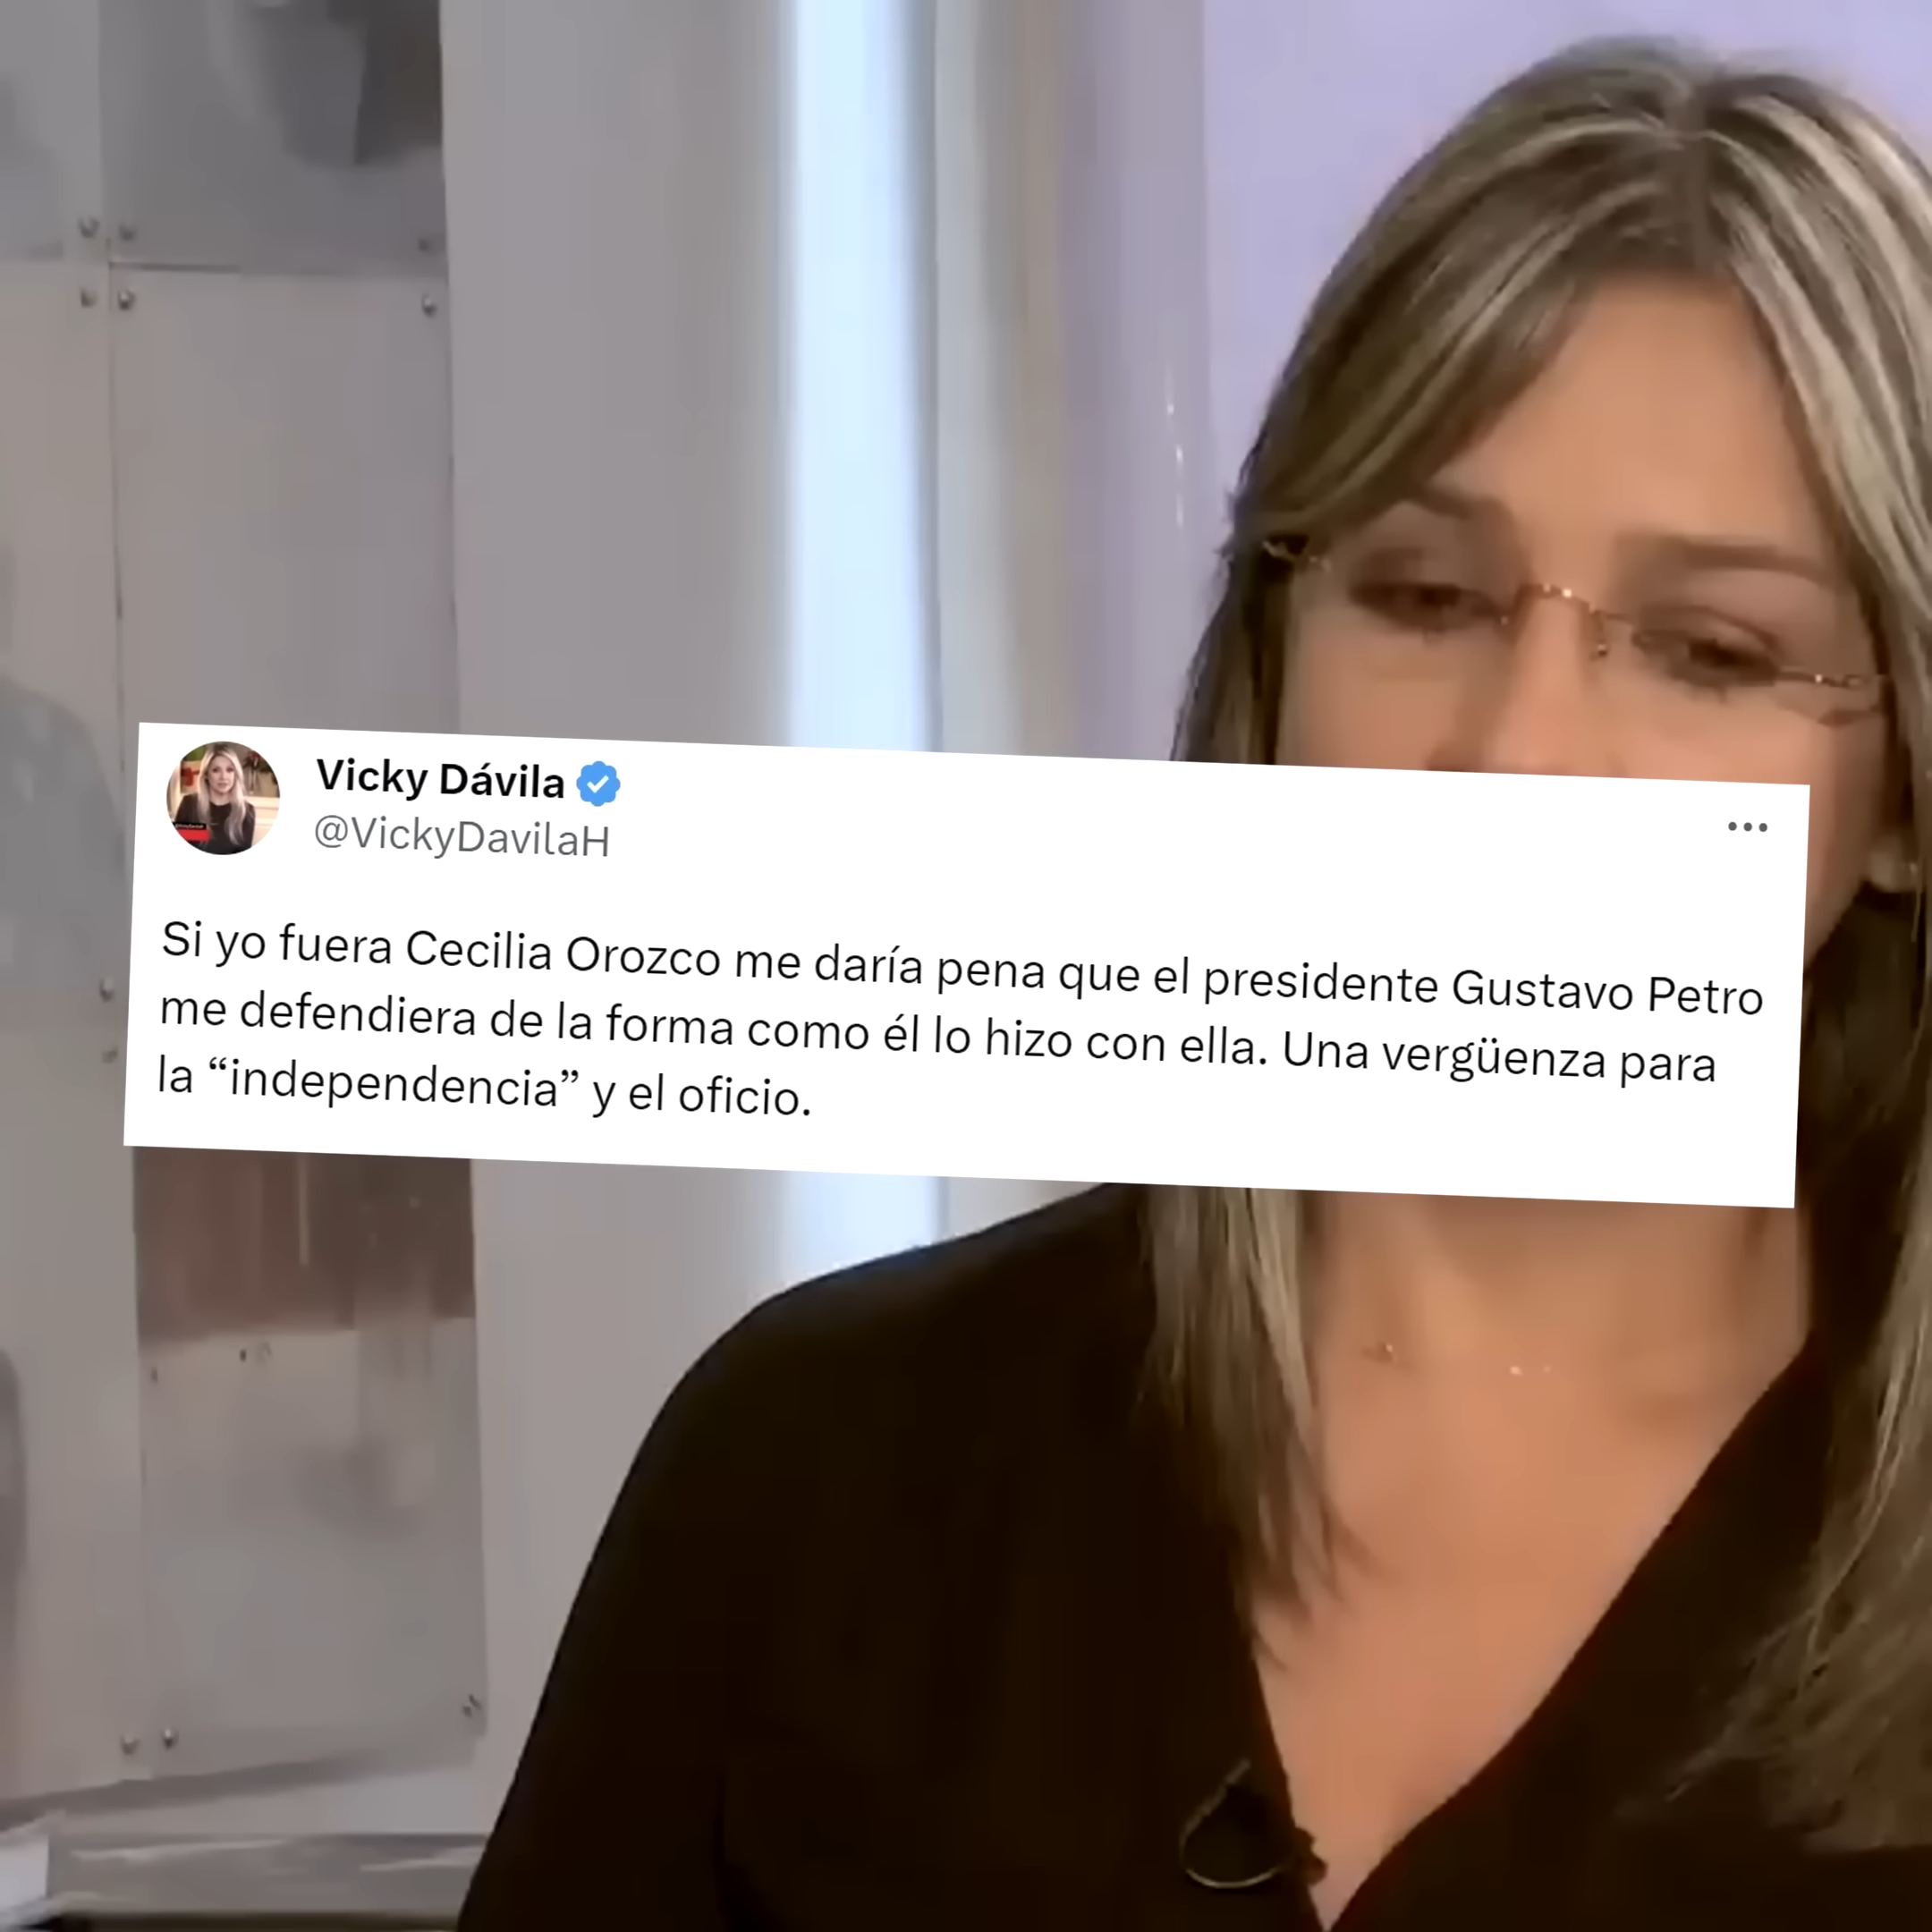 Vicky Dávila
@VickyDavilaH
Si yo fuera Cecilia Orozco me daría pena que el presidente Gustavo Petro
me defendiera de la forma como él lo hizo con ella. Una vergüenza para
la “independencia” y el oficio.